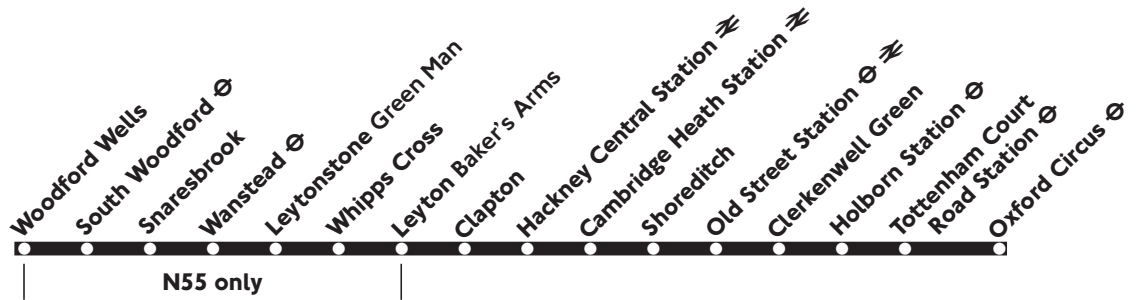 Woodford Wells
South Woodford
Snaresbrook
Wanstead
Leytonstone Green Man
Whipps Cross
Leyton Baker's Arms
Clapton
Hackney Central Station
Cambridge Heath Station
Shoreditch
Old Street Station
Clerkenwell Green
Holborn Station
Tottenham Court
Road Station
Oxford Circus
N55 only